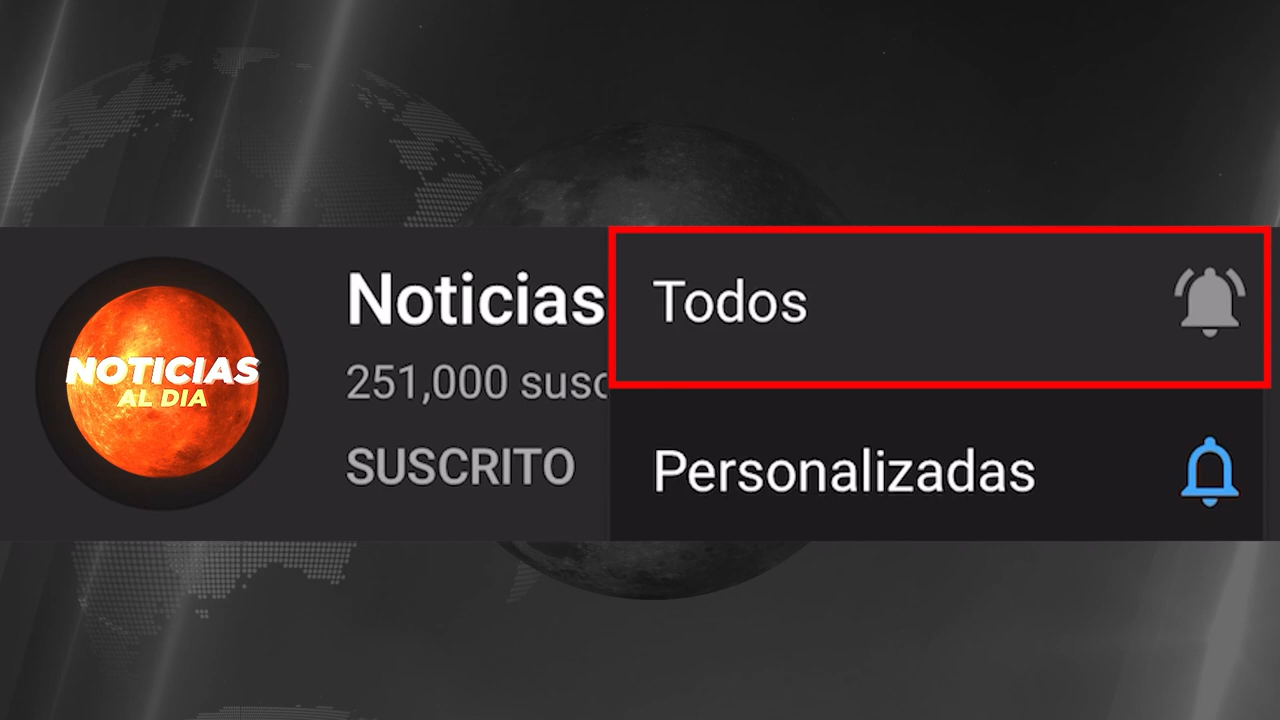 NOTICIAS
AL DIA
Noticias
251,000 susc
SUSCRITO
Todos
Personalizadas